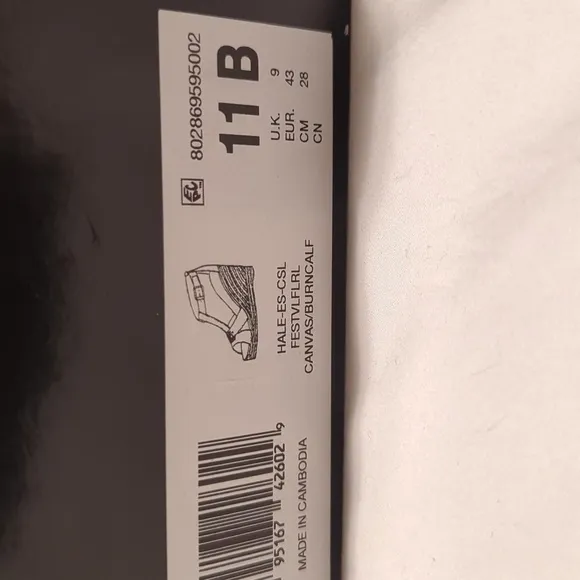 802869595002
11 B
U.K. 9
EUR. 43
CM 28
CN
HALE-ES-CSL
FESTVLFLRL
CANVAS/BURNCALF
95167 42602 9
MADE IN CAMBODIA